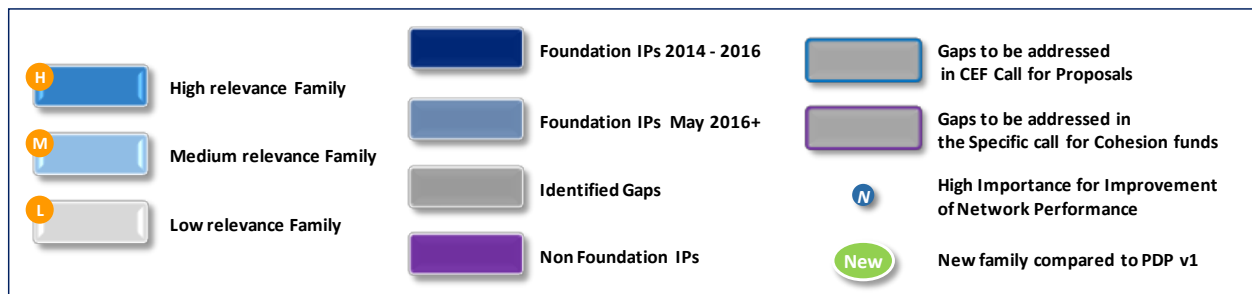 H
High relevance Family
M
Medium relevance Family
L
Low relevance Family
Foundation IPs 2014 - 2016
Foundation IPs May 2016+
Identified Gaps
Non Foundation IPs
Gaps to be addressed
in CEF Call for Proposals
Gaps to be addressed in
the Specific call for Cohesion funds
N
High Importance for Improvement
of Network Performance
New
New family compared to PDP v1